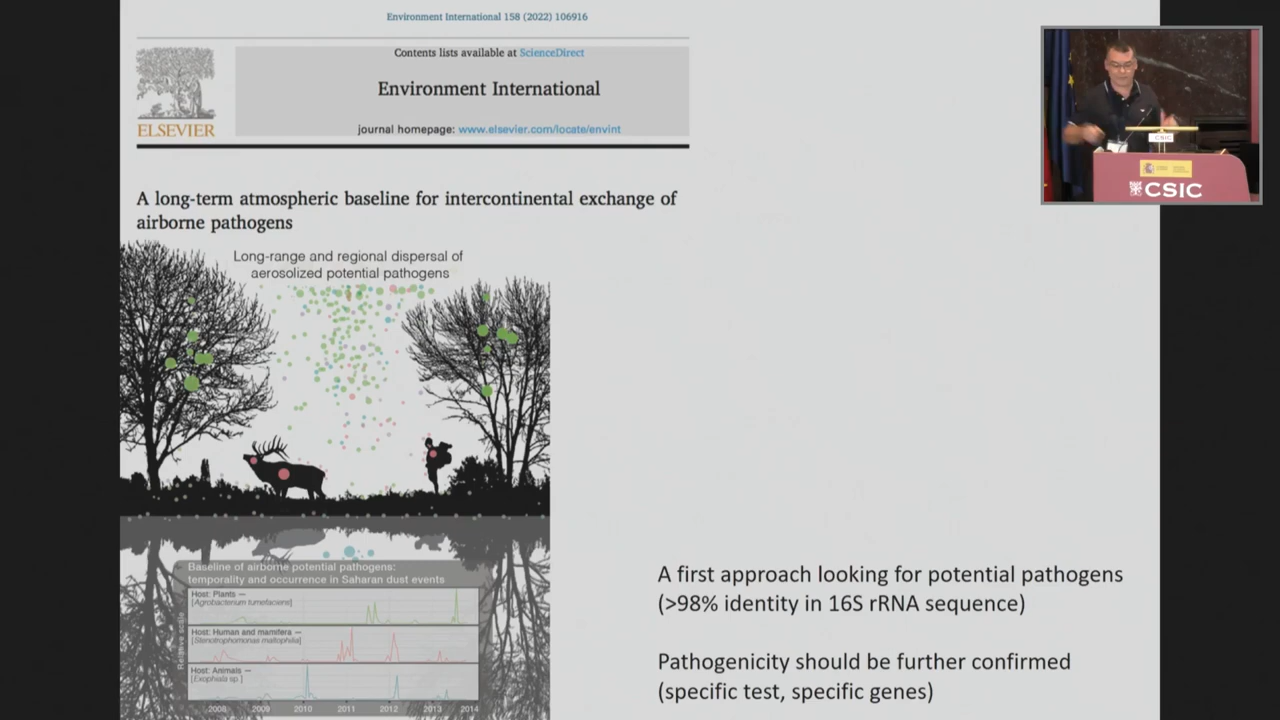 Environment International 158 (2022) 106916
Contents lists available at ScienceDirect
Environment International
journal homepage: www.elsevier.com/locate/envint
ELSEVIER
A long-term atmospheric baseline for intercontinental exchange of
airborne pathogens
Long-range and regional dispersal of
aerosolized potential pathogens
Baseline of airborne potential pathogens:
temporality and occurrence in Saharan dust events
Host: Plants —
[Agrobacterium tumefaciens]
Host: Human and mamifera —
[Stenotrophomonas maltophilia]
Host: Animals —
[Exophiala sp.]
Relative scale
2008 2009 2010 2011 2012 2013 2014
A first approach looking for potential pathogens
(>98% identity in 16S rRNA sequence)
Pathogenicity should be further confirmed
(specific test, specific genes)
CSIC
CSIC